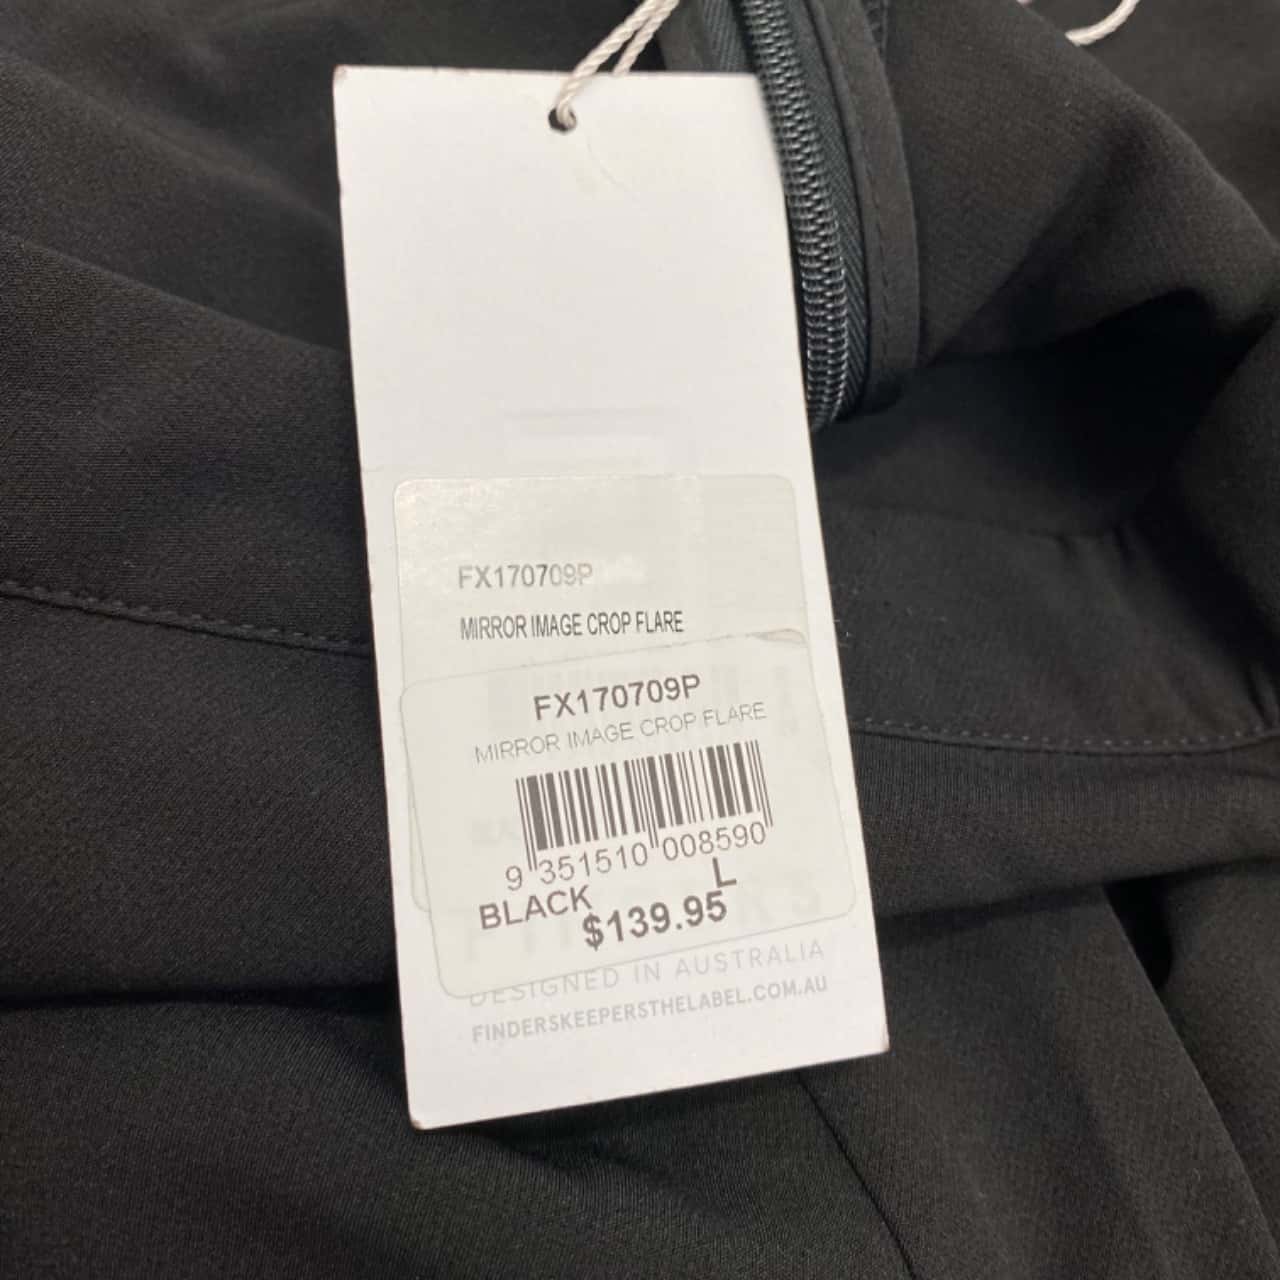 FX170709P
MIRROR IMAGE CROP FLARE
FX170709P
MIRROR IMAGE CROP FLARE
9 351510 008590
BLACK L
$139.95
DESIGNED IN AUSTRALIA
FINDERSKEEPERSTHELABEL.COM.AU